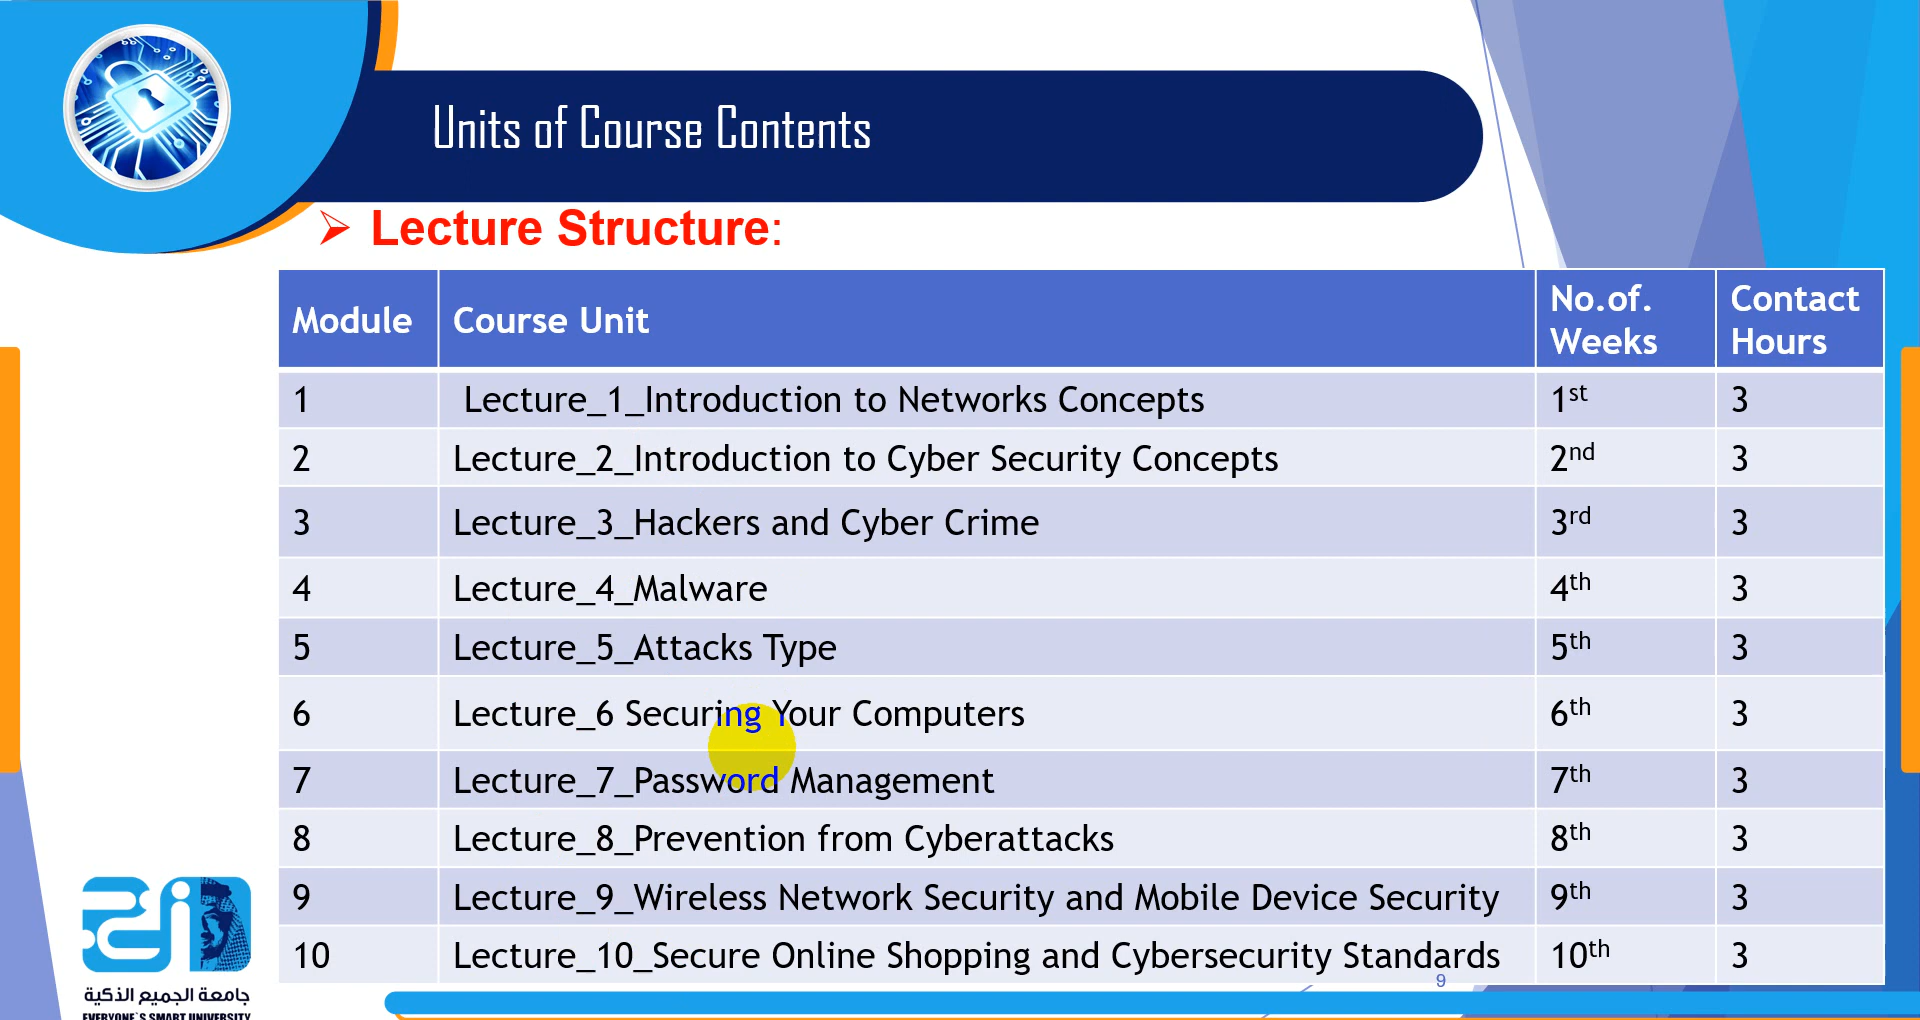 Units of Course Contents
➢ Lecture Structure:
Module Course Unit No.of. Weeks Contact Hours
1 Lecture_1_Introduction to Networks Concepts 1st 3
2 Lecture_2_Introduction to Cyber Security Concepts 2nd 3
3 Lecture_3_Hackers and Cyber Crime 3rd 3
4 Lecture_4_Malware 4th 3
5 Lecture_5_Attacks Type 5th 3
6 Lecture_6 Securing Your Computers 6th 3
7 Lecture_7_Password Management 7th 3
8 Lecture_8_Prevention from Cyberattacks 8th 3
9 Lecture_9_Wireless Network Security and Mobile Device Security 9th 3
10 Lecture_10_Secure Online Shopping and Cybersecurity Standards 10th 3
9
جامعة الجميع الذكية
EVERYONE`S SMART UNIVERSITY